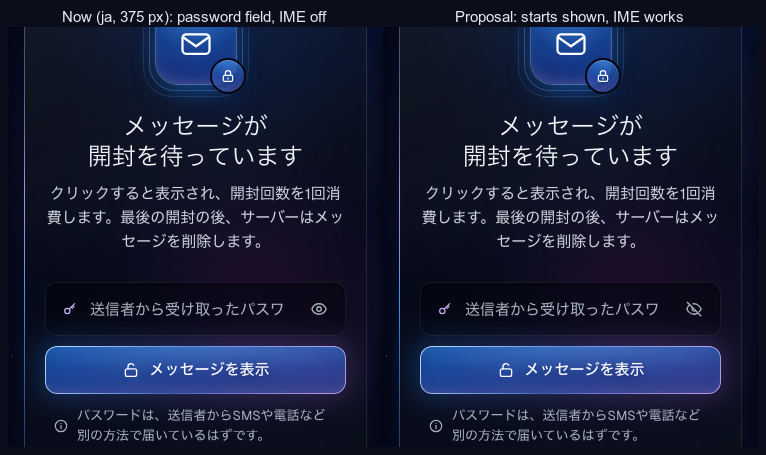 Now (ja, 375 px): password field, IME off
メッセージが
開封を待っています
クリックすると表示され、開封回数を1回消
費します。最後の開封の後、サーバーはメッ
セージを削除します。
送信者から受け取ったパスワ
メッセージを表示
パスワードは、送信者からSMSや電話など
別の方法で届いているはずです。
Proposal: starts shown, IME works
メッセージが
開封を待っています
クリックすると表示され、開封回数を1回消
費します。最後の開封の後、サーバーはメッ
セージを削除します。
送信者から受け取ったパスワ
メッセージを表示
パスワードは、送信者からSMSや電話など
別の方法で届いているはずです。